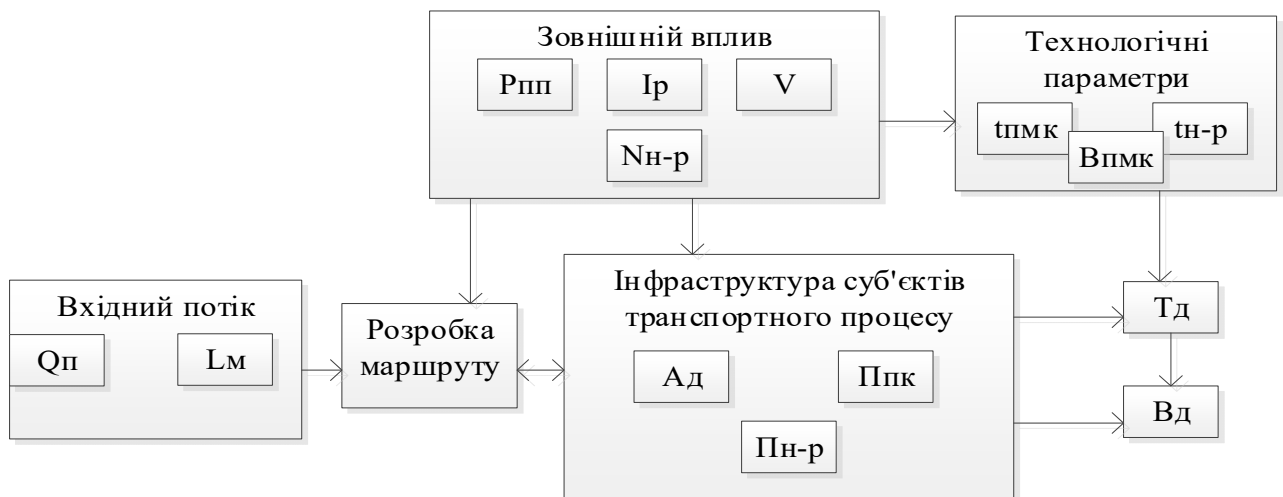 Зовнішній вплив
Рпп
Ір
V
Nн-р
Технологічні
параметри
tпмк
tн-р
Впмк
Вхідний потік
Qп
Lм
Розробка
маршруту
Інфраструктура суб'єктів
транспортного процесу
Ад
Ппк
Пн-р
Тд
Вд